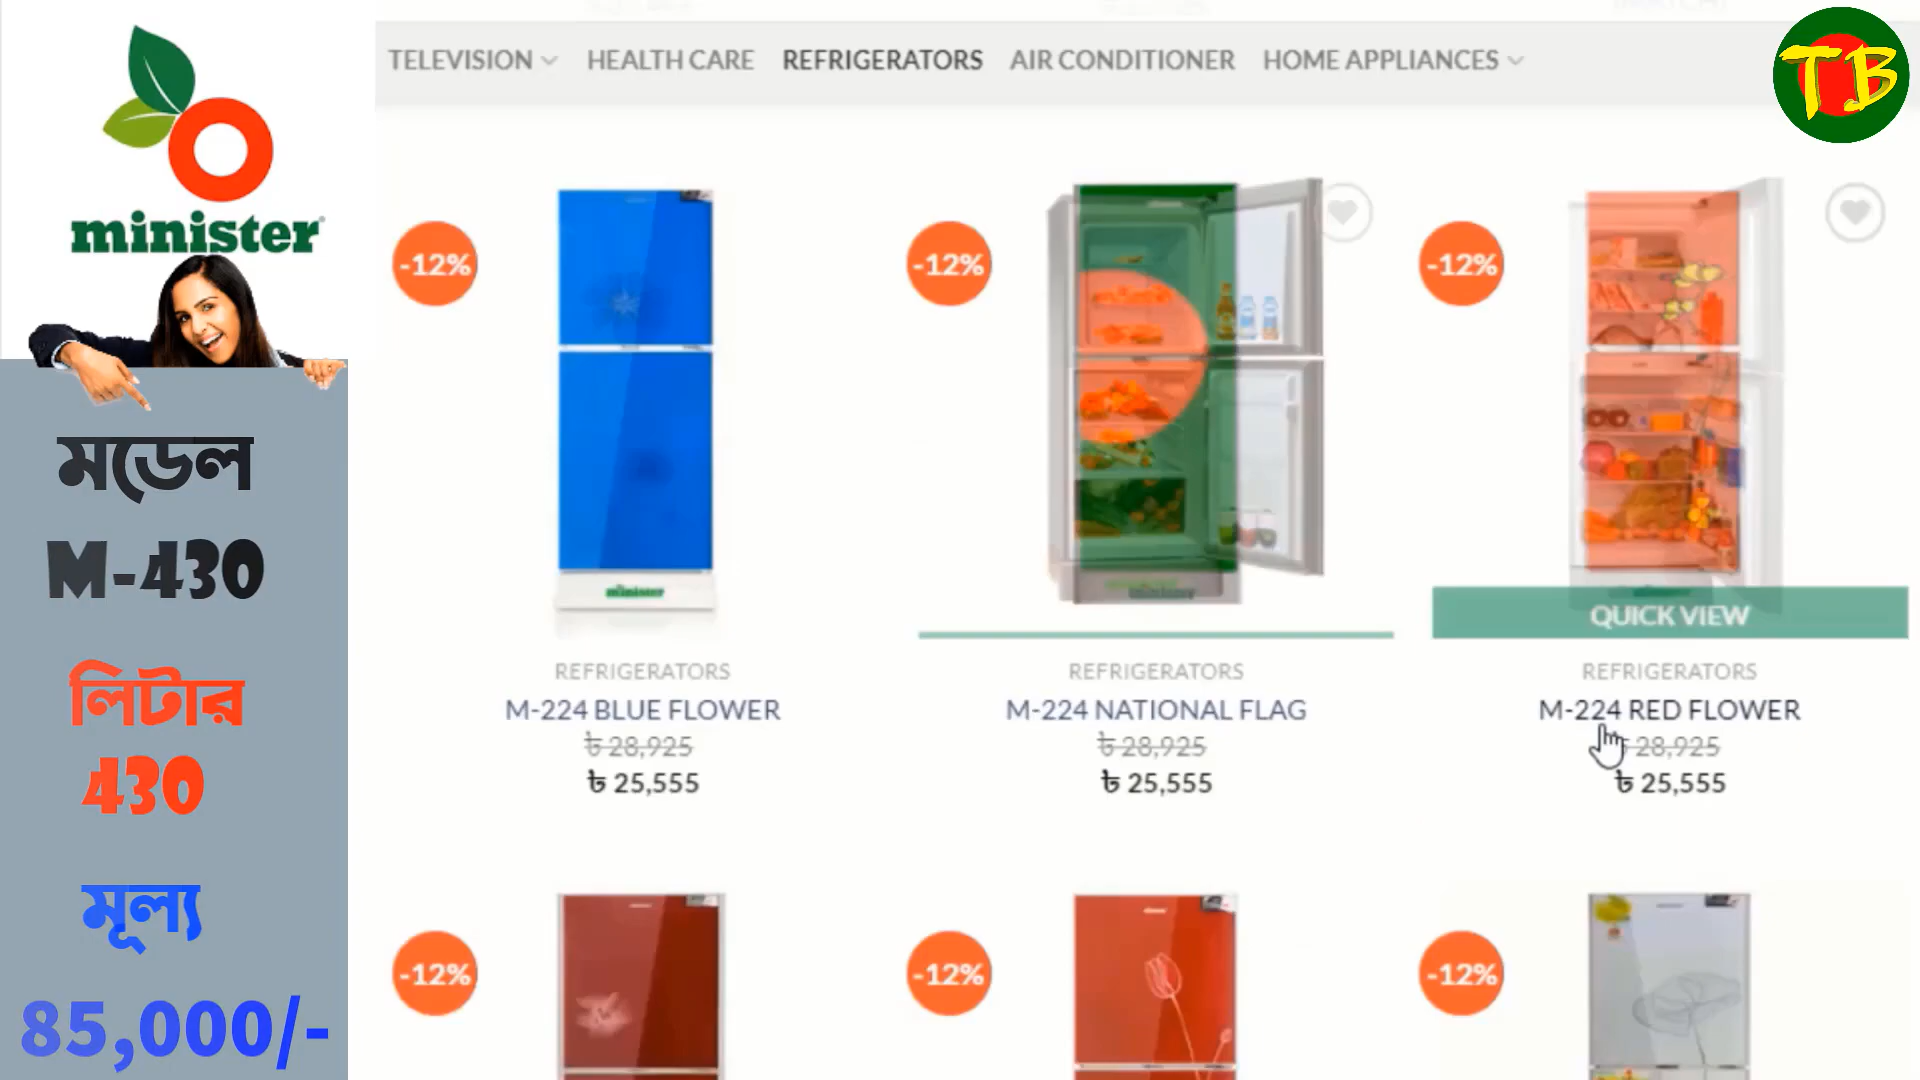 minister
মডেল
M-430
লিটার
430
মূল্য
85,000/-
TELEVISION HEALTH CARE REFRIGERATORS AIR CONDITIONER HOME APPLIANCES
TB
-12% -12% -12%
minister
QUICK VIEW
REFRIGERATORS REFRIGERATORS REFRIGERATORS
M-224 BLUE FLOWER M-224 NATIONAL FLAG M-224 RED FLOWER
৳ 28,925 ৳ 28,925 ৳ 28,925
৳ 25,555 ৳ 25,555 ৳ 25,555
-12% -12% -12%